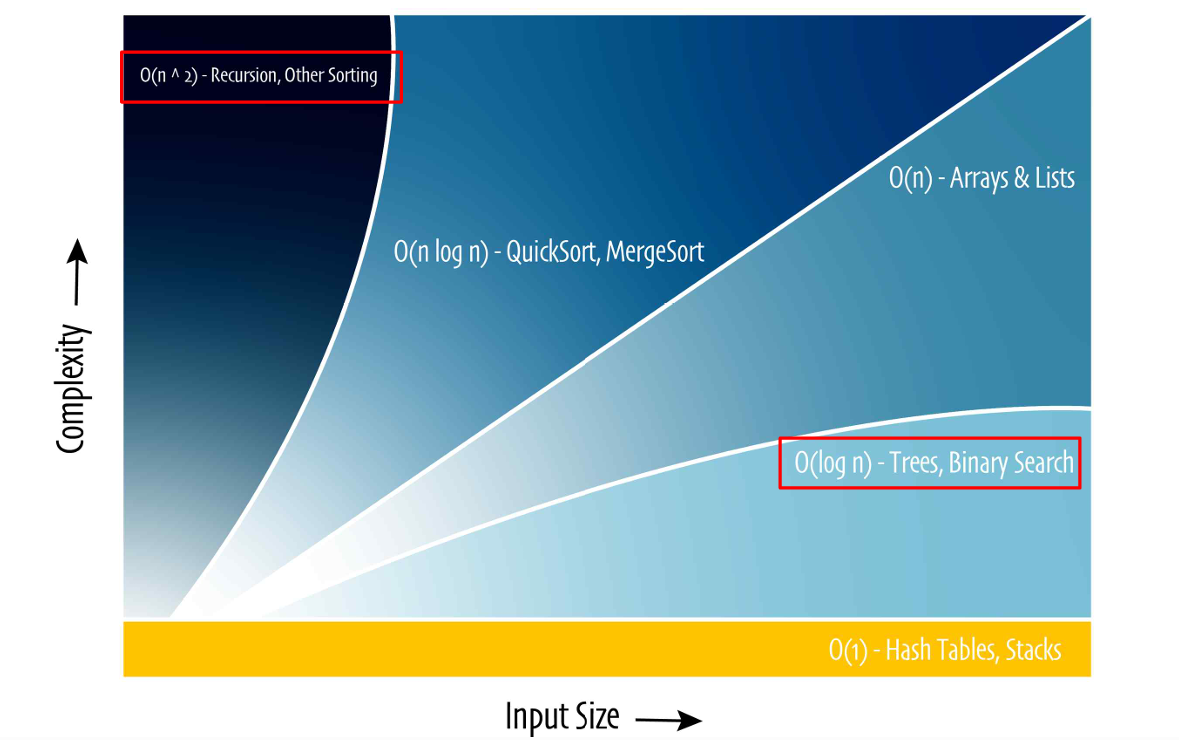 O(n ^ 2) - Recursion, Other Sorting
O(n) - Arrays & Lists
O(n log n) - QuickSort, MergeSort
Complexity
O(log n) - Trees, Binary Search
O(1) - Hash Tables, Stacks
Input Size